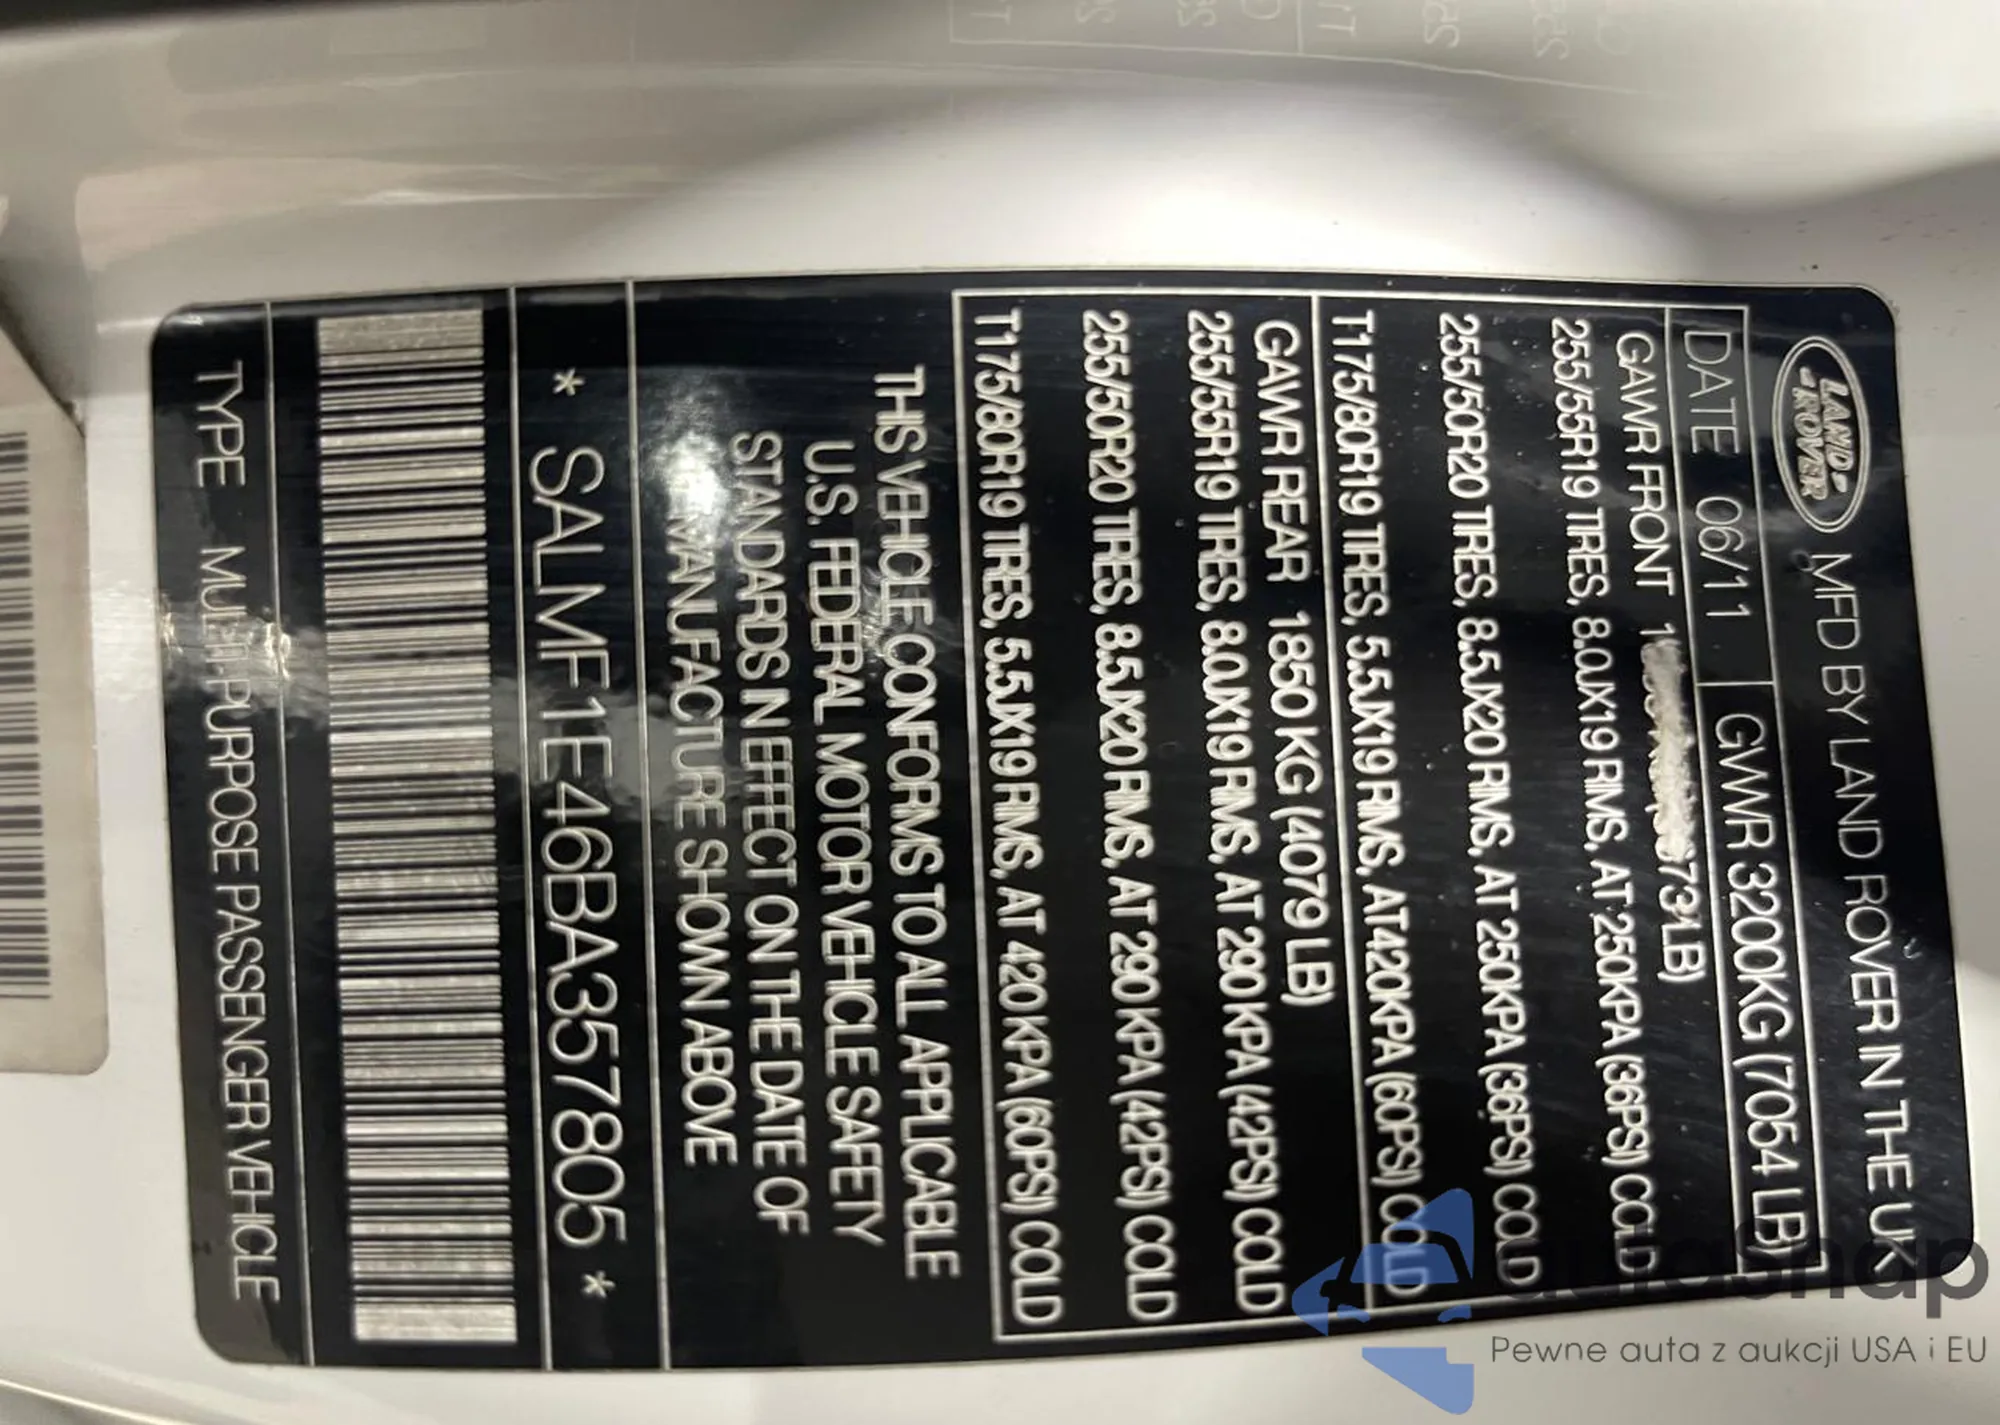 LAND ROVER MFD BY LAND ROVER IN THE UK
DATE 06/11 GWVR 3200KG (7054 LB)
GAWR FRONT LB)
255/55R19 TIRES, 8.0JX19 RIMS, AT 250KPA (36PSI) COLD
255/50R20 TIRES, 8.5JX20 RIMS, AT 250KPA (36PSI) COLD
T175/80R19 TIRES, 5.5JX19 RIMS, AT 420KPA (60PSI) COLD
GAWR REAR 1850 KG (4079 LB)
255/55R19 TIRES, 8.0JX19 RIMS, AT 290 KPA (42PSI) COLD
255/50R20 TIRES, 8.5JX20 RIMS, AT 290 KPA (42PSI) COLD
T175/80R19 TIRES, 5.5JX19 RIMS, AT 420 KPA (60PSI) COLD
THIS VEHICLE CONFORMS TO ALL APPLICABLE
U.S. FEDERAL MOTOR VEHICLE SAFETY
STANDARDS IN EFFECT ON THE DATE OF
MANUFACTURE SHOWN ABOVE
* SALMF1E46BA357805 *
TYPE MULTIPURPOSE PASSENGER VEHICLE
autasnap
Pewne auta z aukcji USA i EU